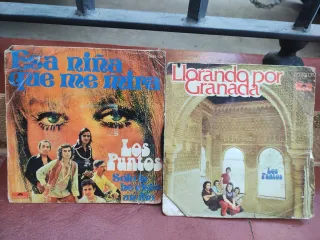 Esa niña
que me mira
Los
Puntos
Llorando por
Granada
Los
Puntos